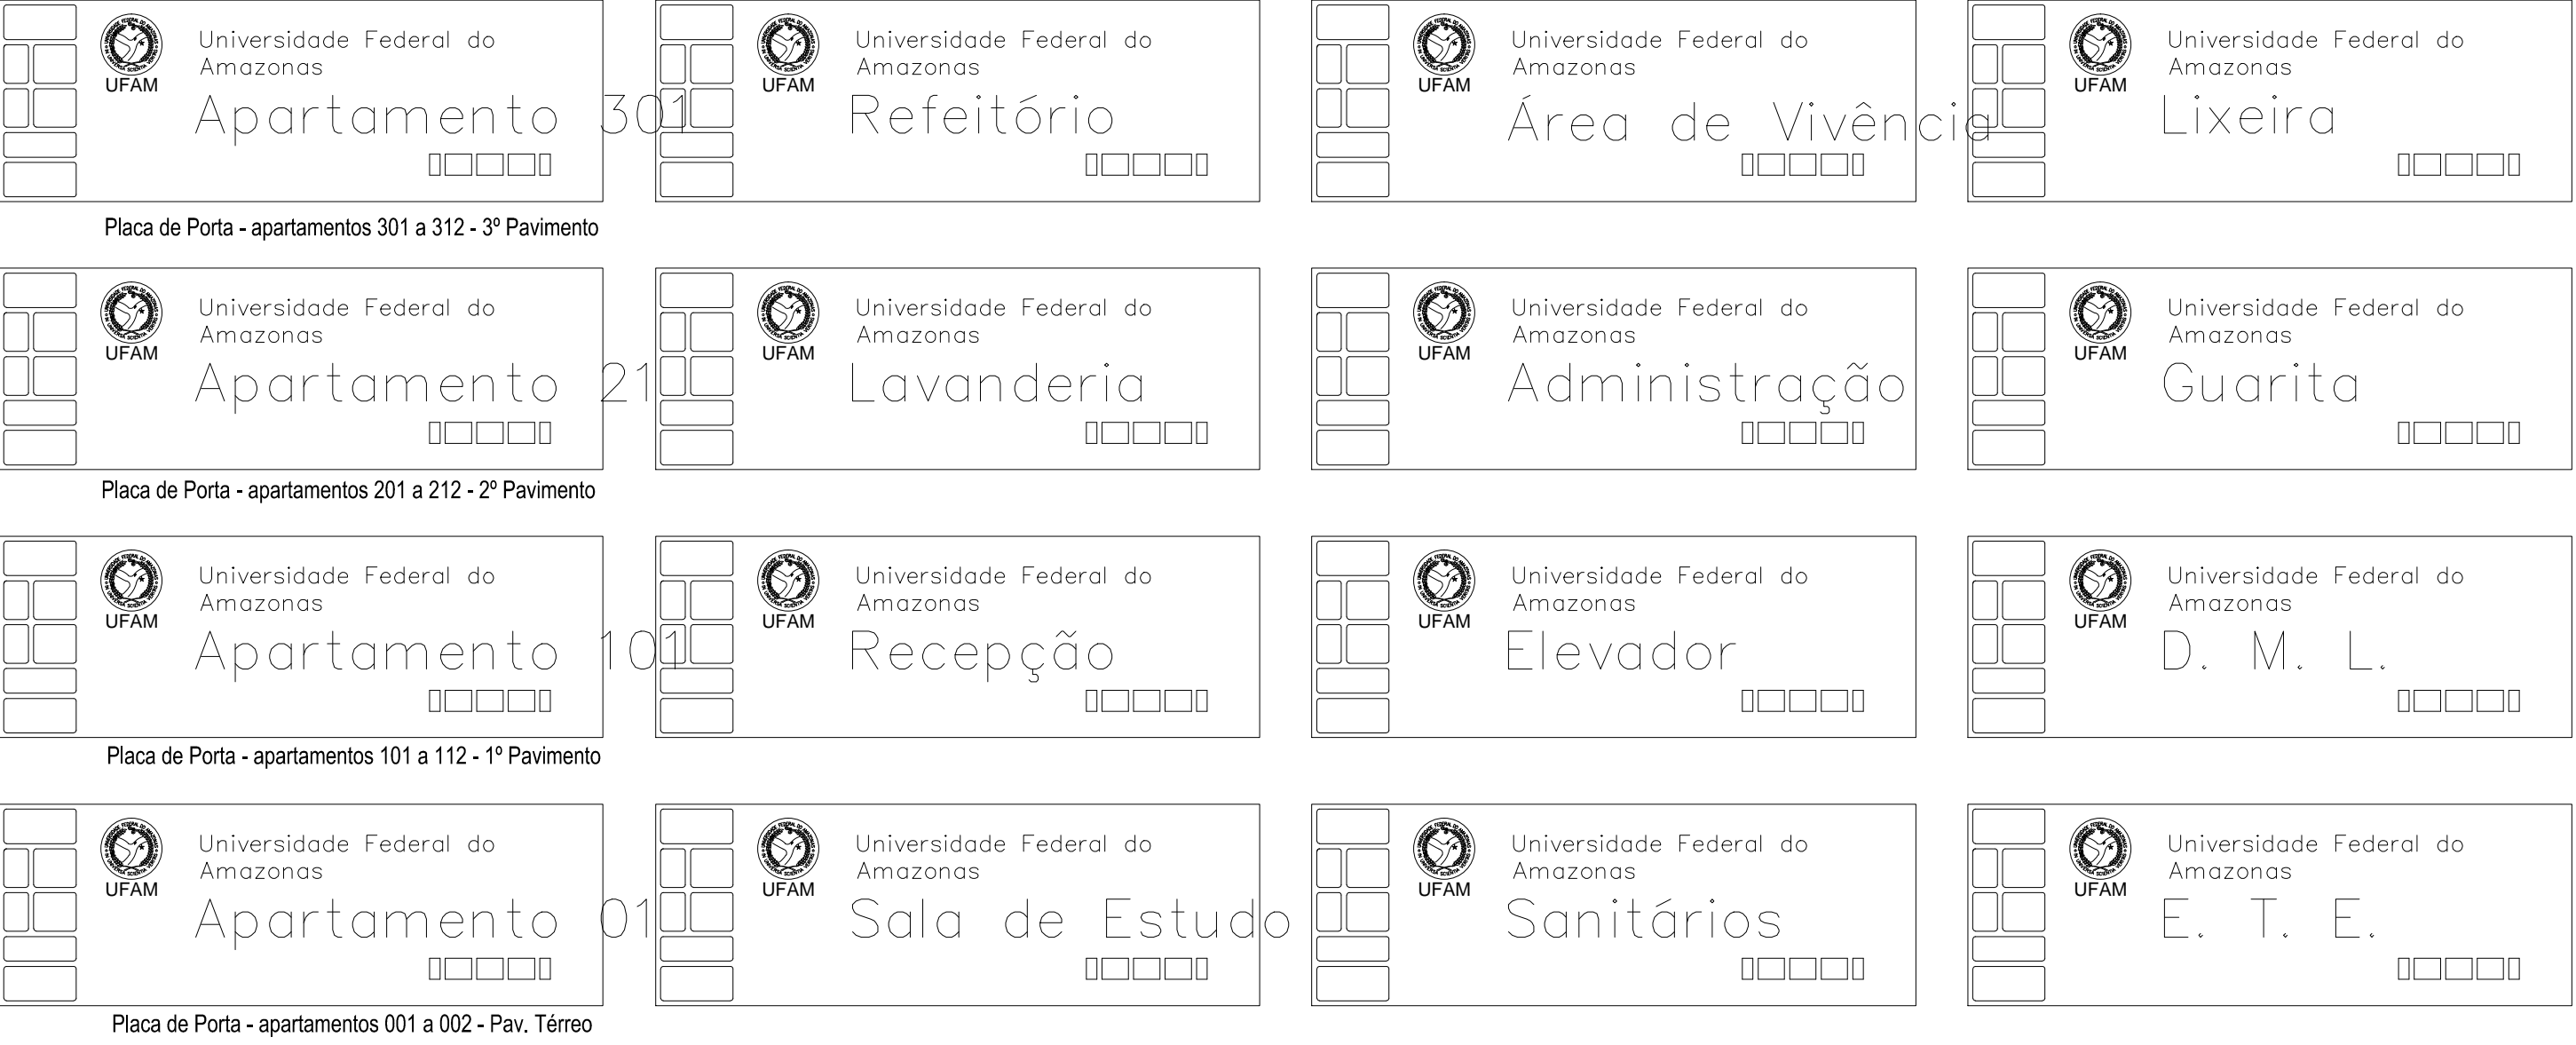 Universidade Federal do
Amazonas
UFAM
Apartamento 301
Universidade Federal do
Amazonas
UFAM
Refeitório
Universidade Federal do
Amazonas
UFAM
Área de Vivência
Universidade Federal do
Amazonas
UFAM
Lixeira
Placa de Porta - apartamentos 301 a 312 - 3º Pavimento
Universidade Federal do
Amazonas
UFAM
Apartamento 21
Universidade Federal do
Amazonas
UFAM
Lavanderia
Universidade Federal do
Amazonas
UFAM
Administração
Universidade Federal do
Amazonas
UFAM
Guarita
Placa de Porta - apartamentos 201 a 212 - 2º Pavimento
Universidade Federal do
Amazonas
UFAM
Apartamento 101
Universidade Federal do
Amazonas
UFAM
Recepção
Universidade Federal do
Amazonas
UFAM
Elevador
Universidade Federal do
Amazonas
UFAM
D. M. L.
Placa de Porta - apartamentos 101 a 112 - 1º Pavimento
Universidade Federal do
Amazonas
UFAM
Apartamento 01
Universidade Federal do
Amazonas
UFAM
Sala de Estudo
Universidade Federal do
Amazonas
UFAM
Sanitários
Universidade Federal do
Amazonas
UFAM
E. T. E.
Placa de Porta - apartamentos 001 a 002 - Pav. Térreo